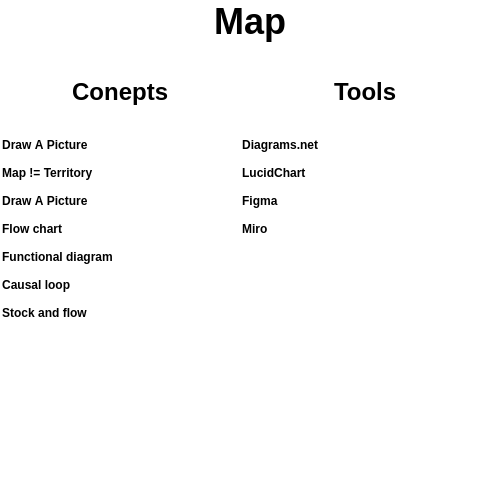 Map
Conepts
Tools
Draw A Picture
Diagrams.net
Map != Territory
LucidChart
Draw A Picture
Figma
Flow chart
Miro
Functional diagram
Causal loop
Stock and flow